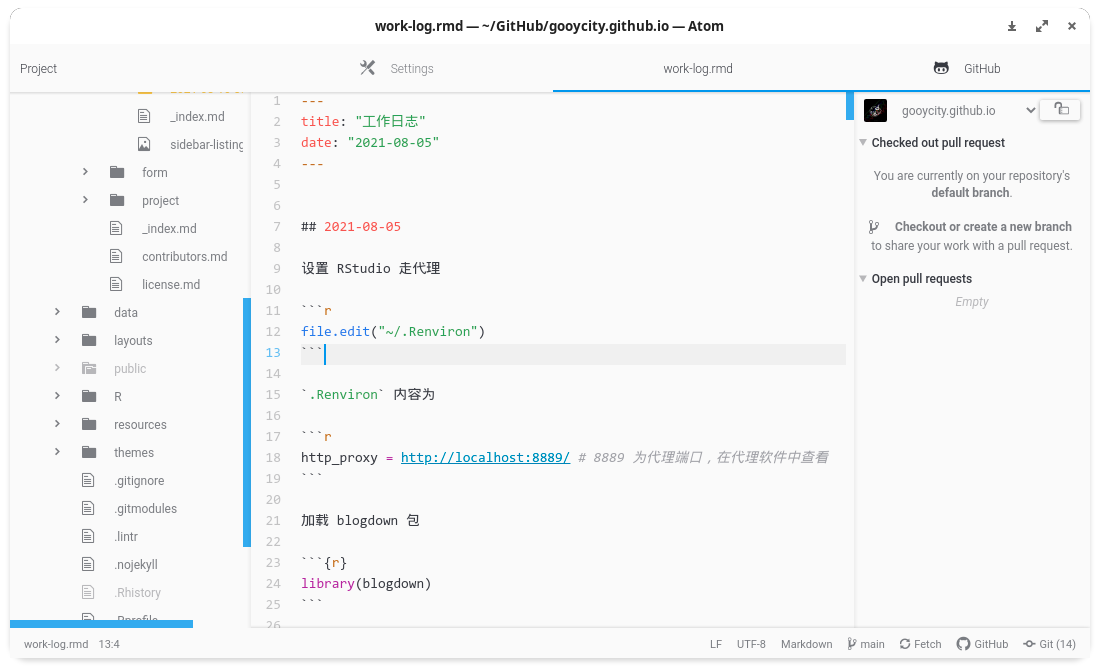 work-log.rmd — ~/GitHub/gooycity.github.io — Atom
Project
Settings
work-log.rmd
GitHub
_index.md
sidebar-listing
form
project
_index.md
contributors.md
license.md
data
layouts
public
R
resources
themes
.gitignore
.gitmodules
.lintr
.nojekyll
.Rhistory
.Rprofile
1 ---
2 title: "工作日志"
3 date: "2021-08-05"
4 ---
5
6
7 ## 2021-08-05
8
9 设置 RStudio 走代理
10
11 ```r
12 file.edit("~/.Renviron")
13 ```
14
15 `.Renviron` 内容为
16
17 ```r
18 http_proxy = http://localhost:8889/ # 8889 为代理端口，在代理软件中查看
19 ```
20
21 加载 blogdown 包
22
23 ```{r}
24 library(blogdown)
25 ```
26
gooycity.github.io
Checked out pull request
You are currently on your repository's
default branch.
Checkout or create a new branch
to share your work with a pull request.
Open pull requests
Empty
work-log.rmd 13:4
LF UTF-8 Markdown main Fetch GitHub Git (14)